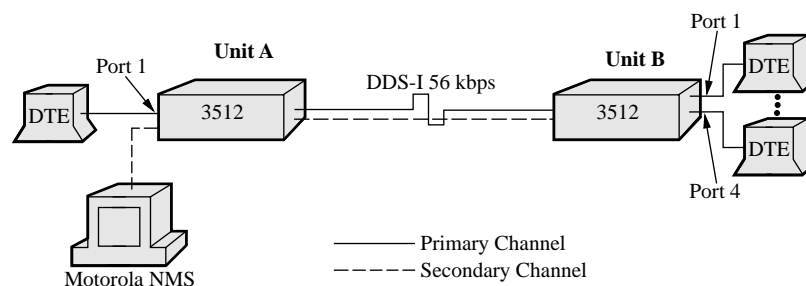 Unit A
Unit B
Port 1
Port 1
DDS-I 56 kbps
DTE
DTE
3512
3512
DTE
Port 4
Motorola NMS
Primary Channel
Secondary Channel